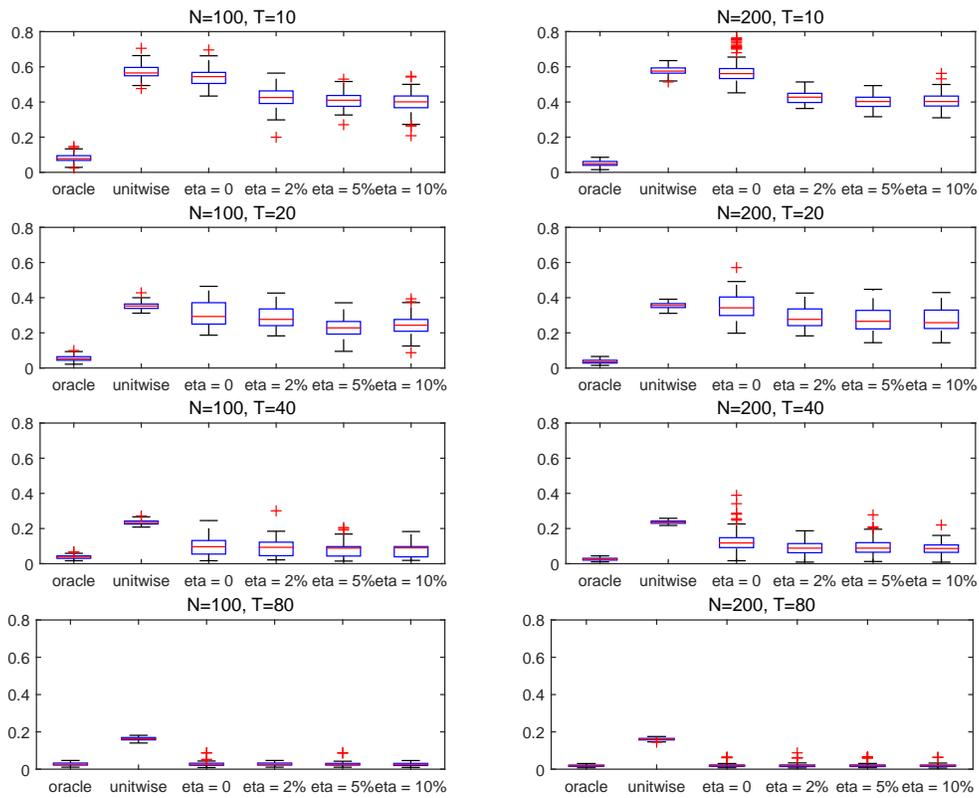 N=100, T=10
0.8
0.6
0.4
0.2
0
oracle unitwise eta = 0 eta = 2% eta = 5% eta = 10%
N=200, T=10
0.8
0.6
0.4
0.2
0
oracle unitwise eta = 0 eta = 2% eta = 5% eta = 10%
N=100, T=20
0.8
0.6
0.4
0.2
0
oracle unitwise eta = 0 eta = 2% eta = 5% eta = 10%
N=200, T=20
0.8
0.6
0.4
0.2
0
oracle unitwise eta = 0 eta = 2% eta = 5% eta = 10%
N=100, T=40
0.8
0.6
0.4
0.2
0
oracle unitwise eta = 0 eta = 2% eta = 5% eta = 10%
N=200, T=40
0.8
0.6
0.4
0.2
0
oracle unitwise eta = 0 eta = 2% eta = 5% eta = 10%
N=100, T=80
0.8
0.6
0.4
0.2
0
oracle unitwise eta = 0 eta = 2% eta = 5% eta = 10%
N=200, T=80
0.8
0.6
0.4
0.2
0
oracle unitwise eta = 0 eta = 2% eta = 5% eta = 10%